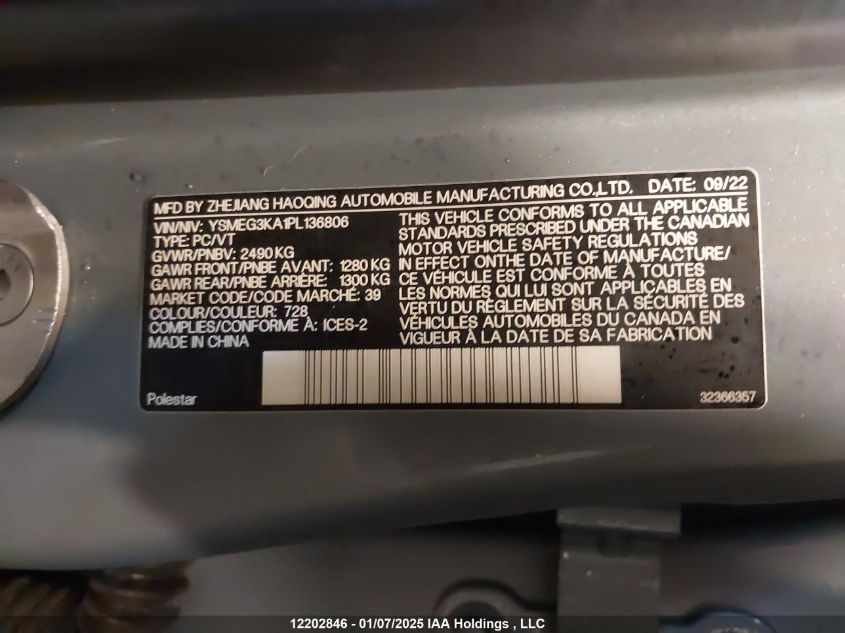 MFD BY ZHEJIANG HAOQING AUTOMOBILE MANUFACTURING CO.,LTD. DATE: 09/22
VIN/NIV: YSMEG3KA1PL136806
TYPE: PC/VT
GVWR/PNBV: 2490 KG
GAWR FRONT/PNBE AVANT: 1280 KG
GAWR REAR/PNBE ARRIÈRE: 1300 KG
MARKET CODE/CODE MARCHÉ: 39
COLOUR/COULEUR: 728
COMPLIES/CONFORME À: ICES-2
MADE IN CHINA
THIS VEHICLE CONFORMS TO ALL APPLICABLE
STANDARDS PRESCRIBED UNDER THE CANADIAN
MOTOR VEHICLE SAFETY REGULATIONS
IN EFFECT ONTHE DATE OF MANUFACTURE/
CE VÉHICULE EST CONFORME À TOUTES
LES NORMES QUI LUI SONT APPLICABLES EN
VERTU DU RÈGLEMENT SUR LA SÉCURITÉ DES
VÉHICULES AUTOMOBILES DU CANADA EN
VIGUEUR À LA DATE DE SA FABRICATION
Polestar
32366357
12202846 - 01/07/2025 IAA Holdings, LLC